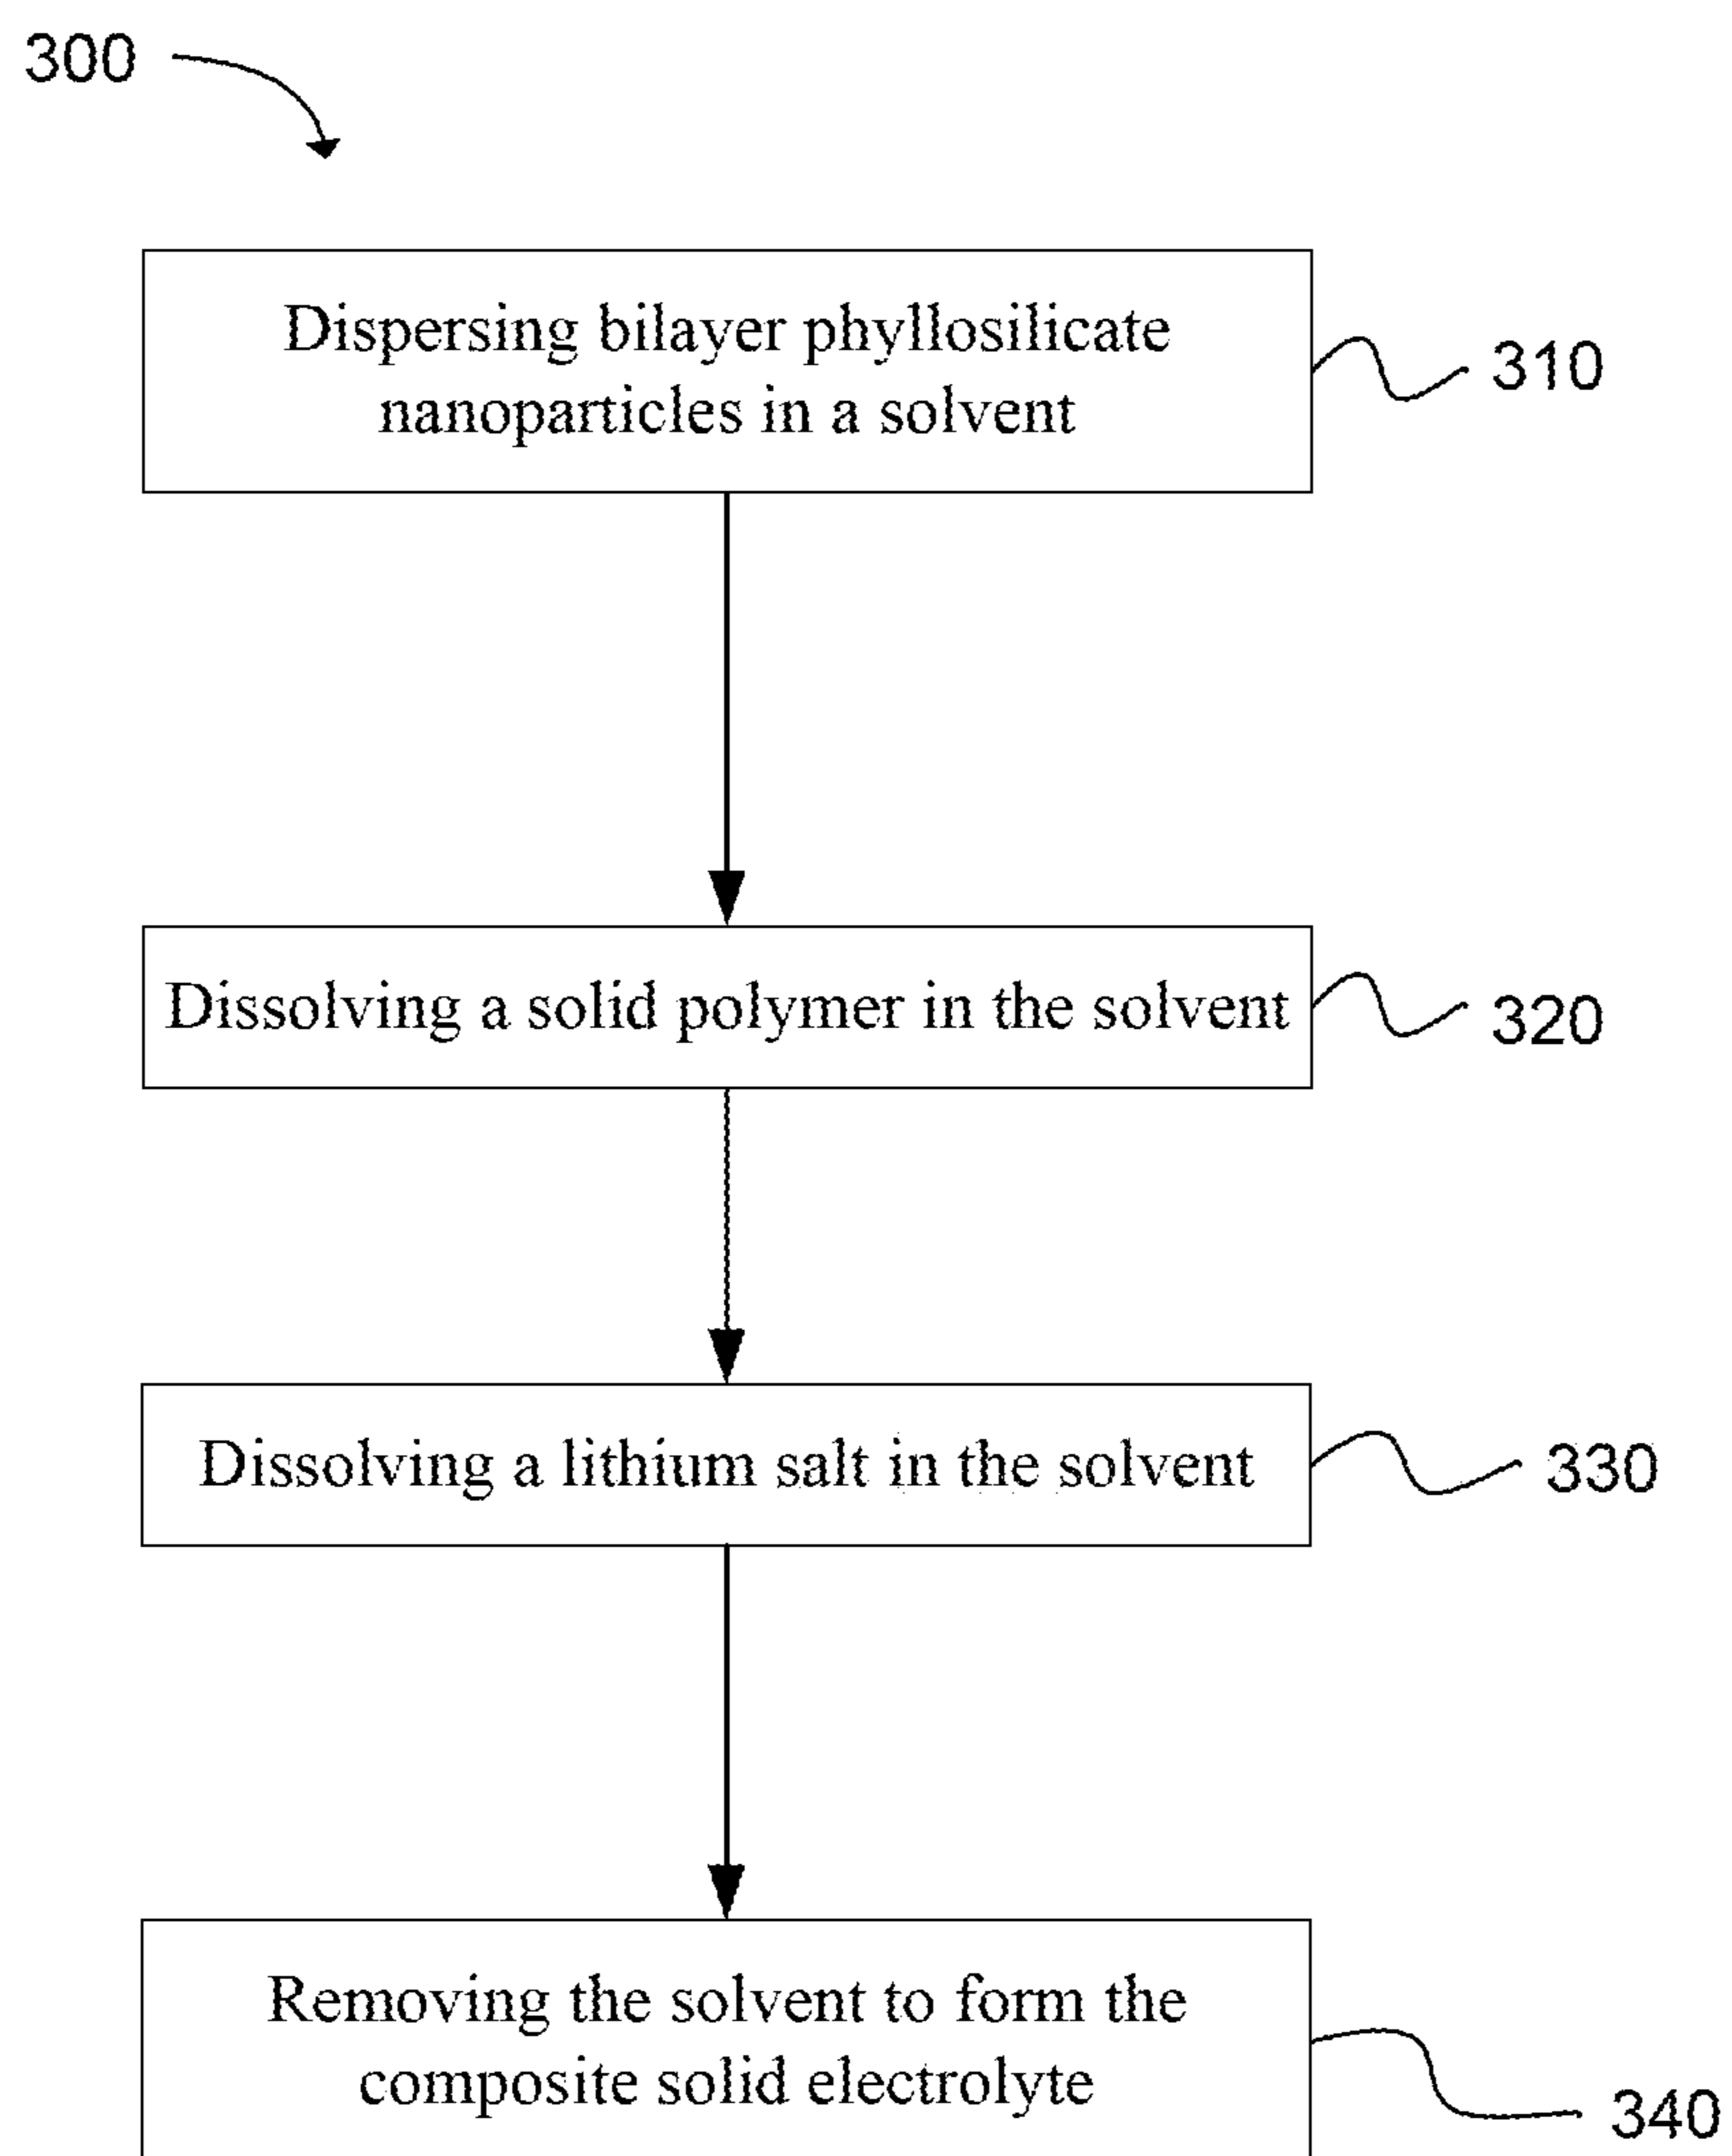 300
Dispersing bilayer phyllosilicate
nanoparticles in a solvent
310
Dissolving a solid polymer in the solvent
320
Dissolving a lithium salt in the solvent
330
Removing the solvent to form the
composite solid electrolyte
340